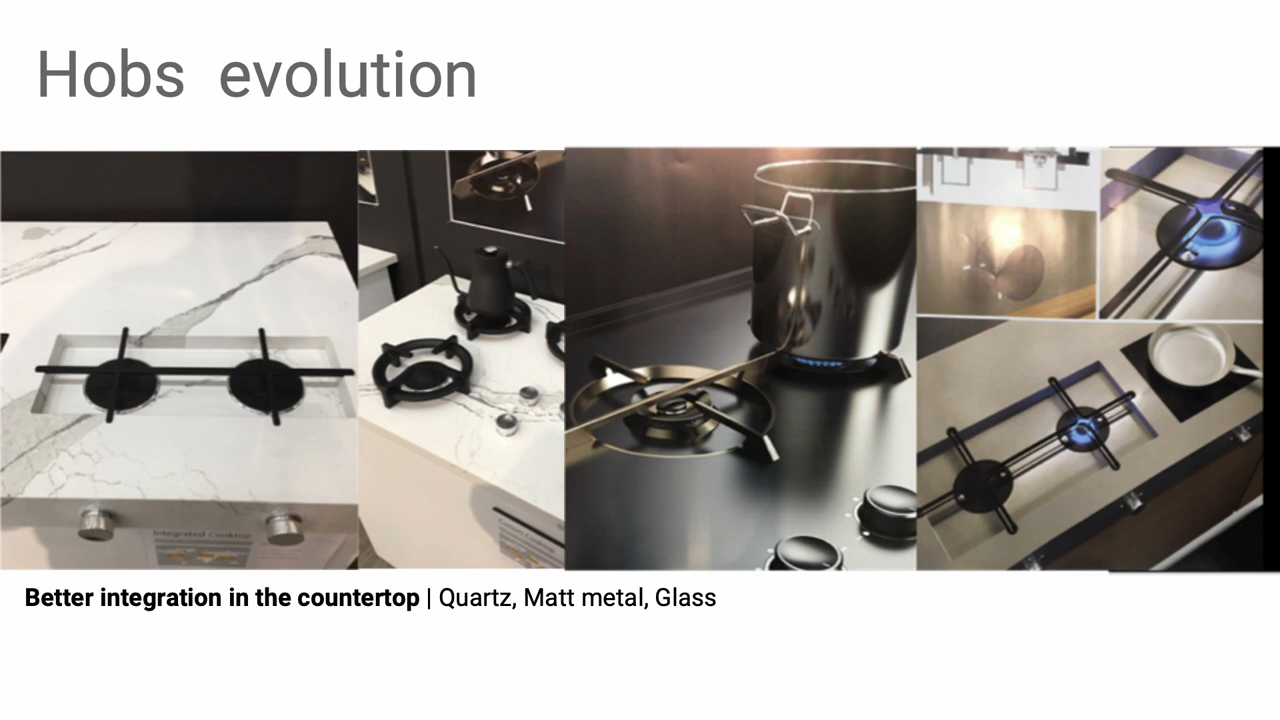 Hobs evolution
Integrated Cooktop
Better integration in the countertop | Quartz, Matt metal, Glass